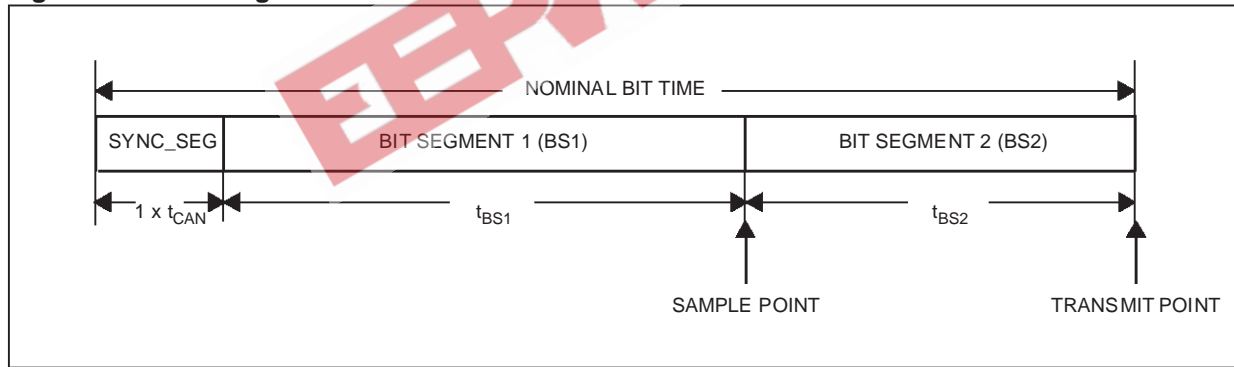 NOMINAL BIT TIME
SYNC_SEG BIT SEGMENT 1 (BS1) BIT SEGMENT 2 (BS2)
1 x tCAN tBS1 tBS2
SAMPLE POINT TRANSMIT POINT